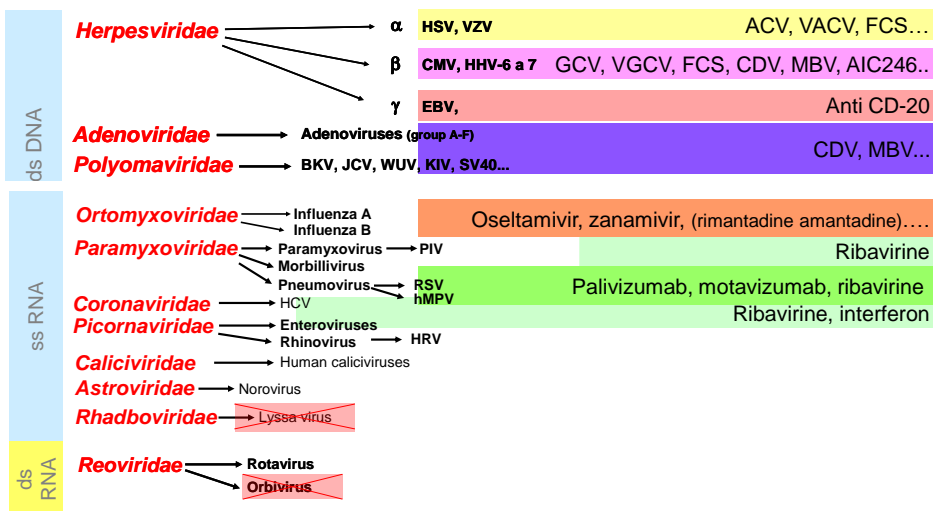 ds DNA
Herpesviridae
α HSV, VZV ACV, VACV, FCS…
β CMV, HHV-6 a 7 GCV, VGCV, FCS, CDV, MBV, AIC246..
γ EBV, Anti CD-20
Adenoviridae Adenoviruses (group A-F)
CDV, MBV...
Polyomaviridae BKV, JCV, WUV, KIV, SV40...
ss RNA
Ortomyxoviridae Influenza A
Influenza B
Oseltamivir, zanamivir, (rimantadine amantadine)….
Paramyxoviridae Paramyxovirus PIV Ribavirine
Morbillivirus
Pneumovirus RSV
hMPV
Palivizumab, motavizumab, ribavirine
Coronaviridae HCV
Ribavirine, interferon
Picornaviridae Enteroviruses
Rhinovirus HRV
Caliciviridae Human caliciviruses
Astroviridae Norovirus
Rhadboviridae Lyssa virus
ds
RNA
Reoviridae Rotavirus
Orbivirus